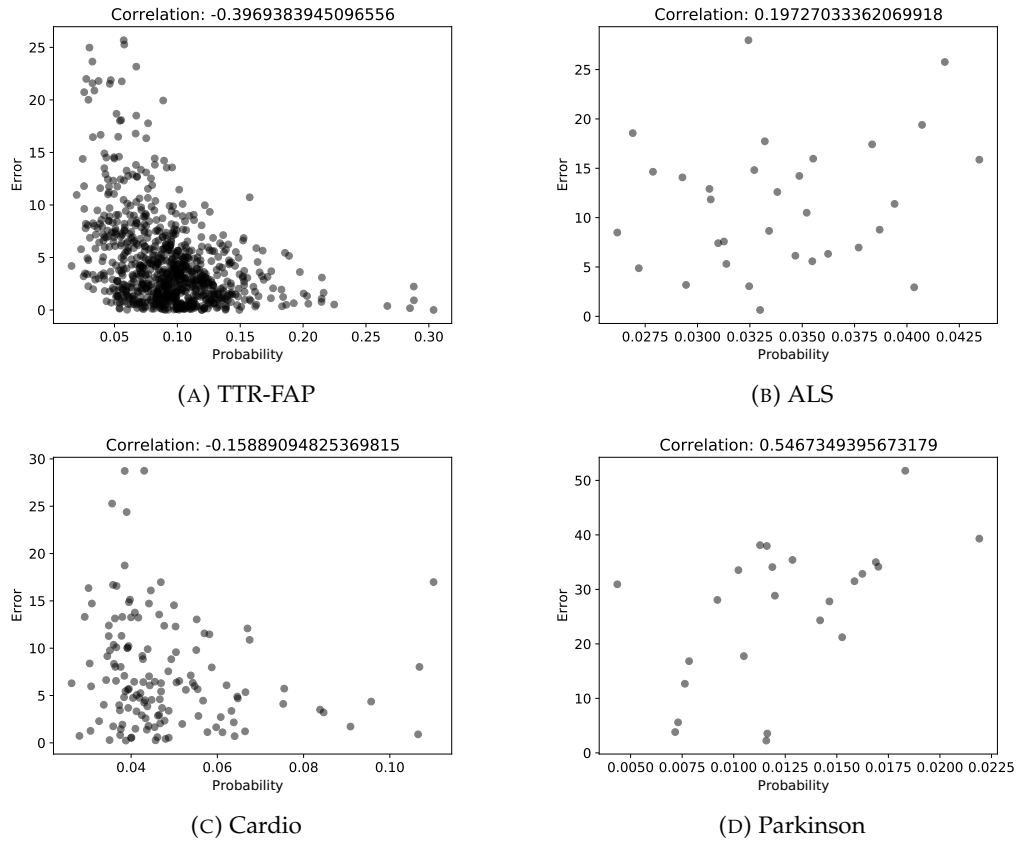 Correlation: -0.3969383945096556
25
20
15
10
5
0
Error
0.05 0.10 0.15 0.20 0.25 0.30
Probability
(A) TTR-FAP
Correlation: 0.19727033362069918
25
20
15
10
5
0
Error
0.0275 0.0300 0.0325 0.0350 0.0375 0.0400 0.0425
Probability
(B) ALS
Correlation: -0.15889094825369815
30
25
20
15
10
5
0
Error
0.04 0.06 0.08 0.10
Probability
(C) Cardio
Correlation: 0.5467349395673179
50
40
30
20
10
0
Error
0.0050 0.0075 0.0100 0.0125 0.0150 0.0175 0.0200 0.0225
Probability
(D) Parkinson